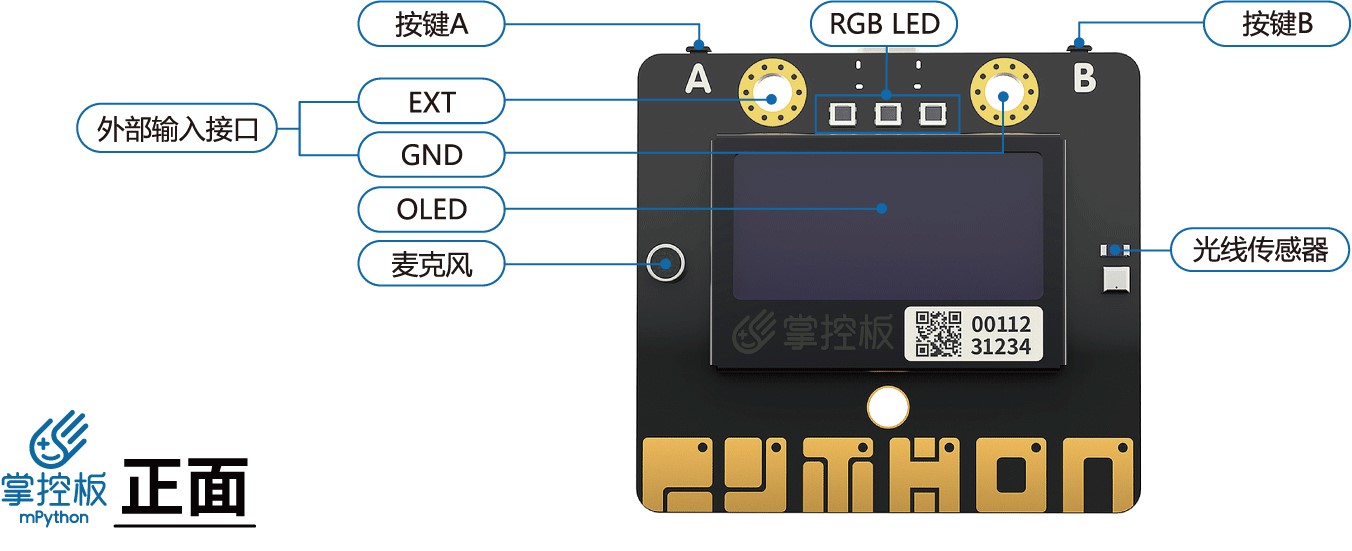 按键A
RGB LED
按键B
A
B
EXT
外部输入接口
GND
OLED
麦克风
光线传感器
掌控板
00112
31234
PYTHON
掌控板
mPython
正面